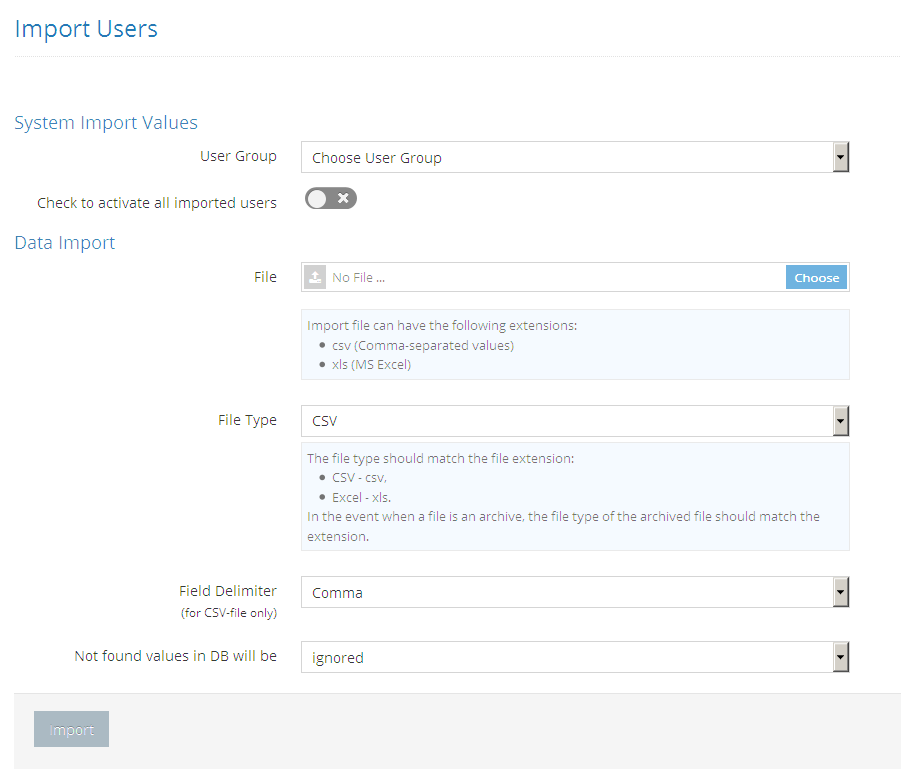 Import Users
System Import Values
User Group
Choose User Group
Check to activate all imported users
Data Import
File
No File ...
Choose
Import file can have the following extensions:
csv (Comma-separated values)
xls (MS Excel)
File Type
CSV
The file type should match the file extension:
CSV - csv,
Excel - xls.
In the event when a file is an archive, the file type of the archived file should match the
extension.
Field Delimiter
(for CSV-file only)
Comma
Not found values in DB will be
ignored
Import